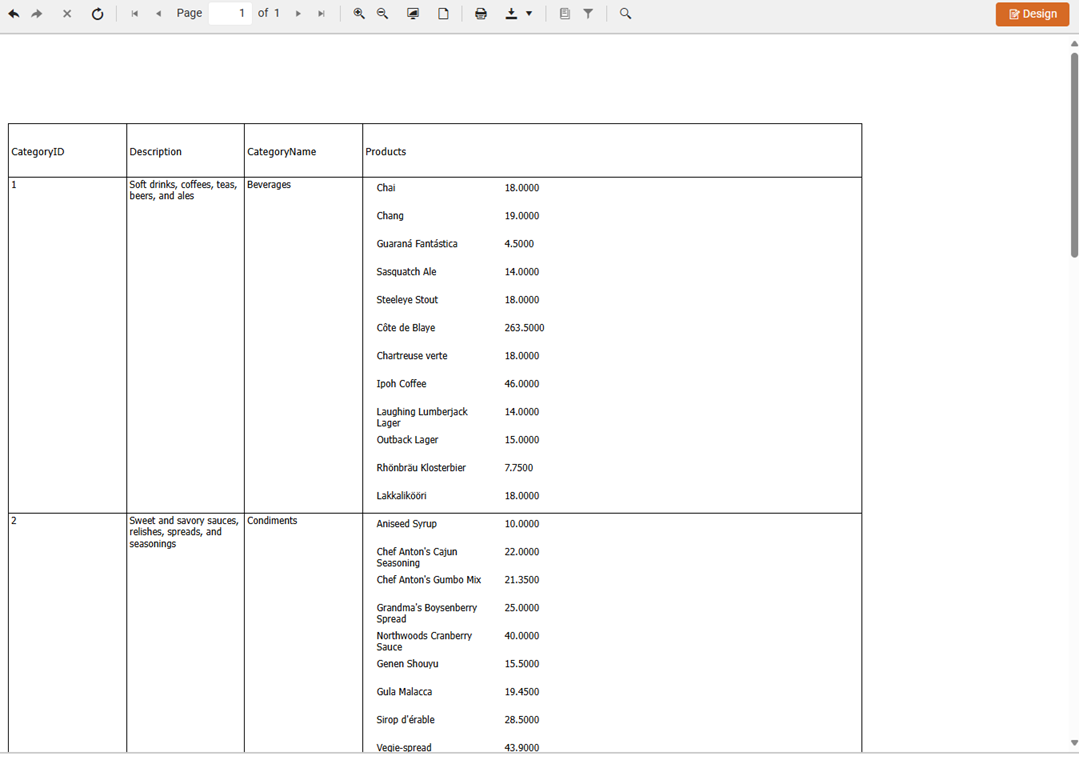 Page 1 of 1 Design
CategoryID Description CategoryName Products
1 Soft drinks, coffees, teas, Beverages Chai 18.0000
beers, and ales
Chang 19.0000
Guaraná Fantástica 4.5000
Sasquatch Ale 14.0000
Steeleye Stout 18.0000
Côte de Blaye 263.5000
Chartreuse verte 18.0000
Ipoh Coffee 46.0000
Laughing Lumberjack 14.0000
Lager
Outback Lager 15.0000
Rhönbräu Klosterbier 7.7500
Lakkalikööri 18.0000
2 Sweet and savory sauces, Condiments Aniseed Syrup 10.0000
relishes, spreads, and
seasonings
Chef Anton's Cajun 22.0000
Seasoning
Chef Anton's Gumbo Mix 21.3500
Grandma's Boysenberry 25.0000
Spread
Northwoods Cranberry 40.0000
Sauce
Genen Shouyu 15.5000
Gula Malacca 19.4500
Sirop d'érable 28.5000
Vegie-spread 43.9000